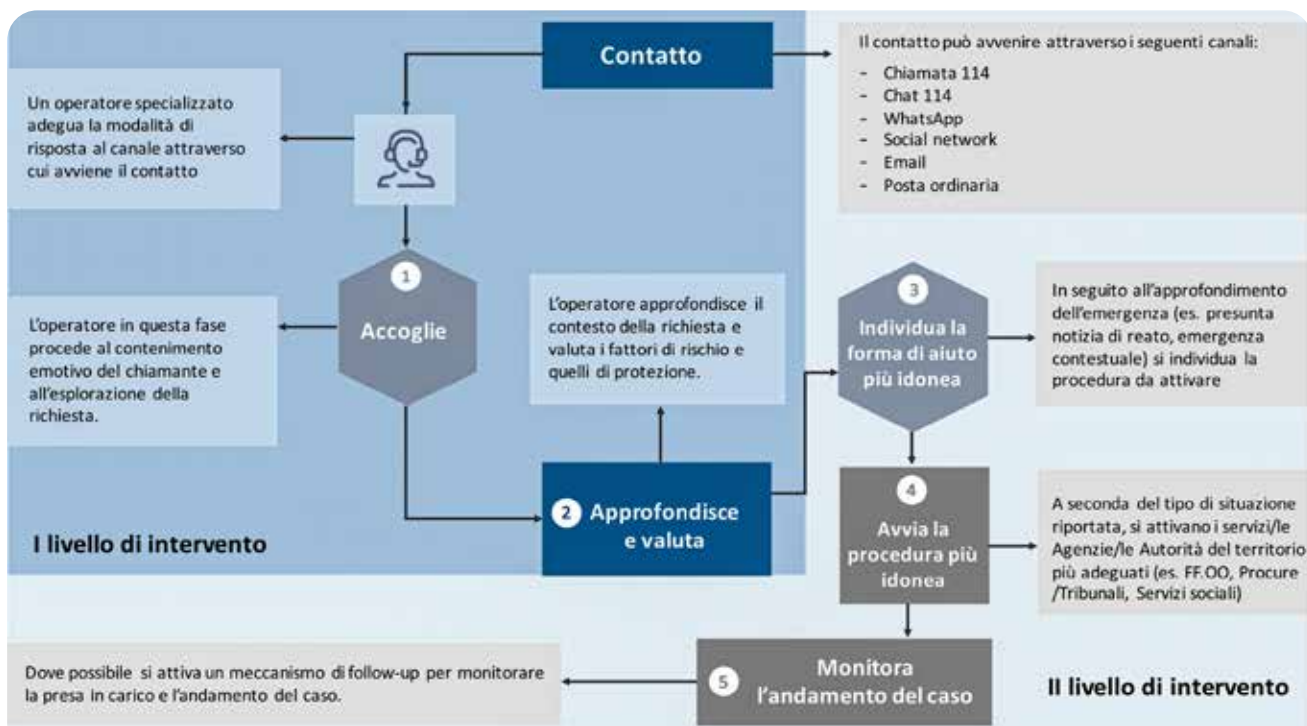 Contatto
Il contatto può avvenire attraverso i seguenti canali:
- Chiamata 114
- Chat 114
- WhatsApp
- Social network
- Email
- Posta ordinaria
Un operatore specializzato
adegua la modalità di
risposta al canale attraverso
cui avviene il contatto
1
Accoglie
L'operatore in questa fase
procede al contenimento
emotivo del chiamante e
all'esplorazione della
richiesta.
L'operatore approfondisce il
contesto della richiesta e
valuta i fattori di rischio e
quelli di protezione.
2 Approfondisce
e valuta
I livello di intervento
3
Individua la
forma di aiuto
più idonea
In seguito all'approfondimento
dell'emergenza (es. presunta
notizia di reato, emergenza
contestuale) si individua la
procedura da attivare
4
Avvia la
procedura più
idonea
A seconda del tipo di situazione
riportata, si attivano i servizi/le
Agenzie/le Autorità del territorio
più adeguati (es. FF.OO, Procure
/Tribunali, Servizi sociali)
5
Monitora
l'andamento del caso
Dove possibile si attiva un meccanismo di follow-up per monitorare
la presa in carico e l'andamento del caso.
II livello di intervento